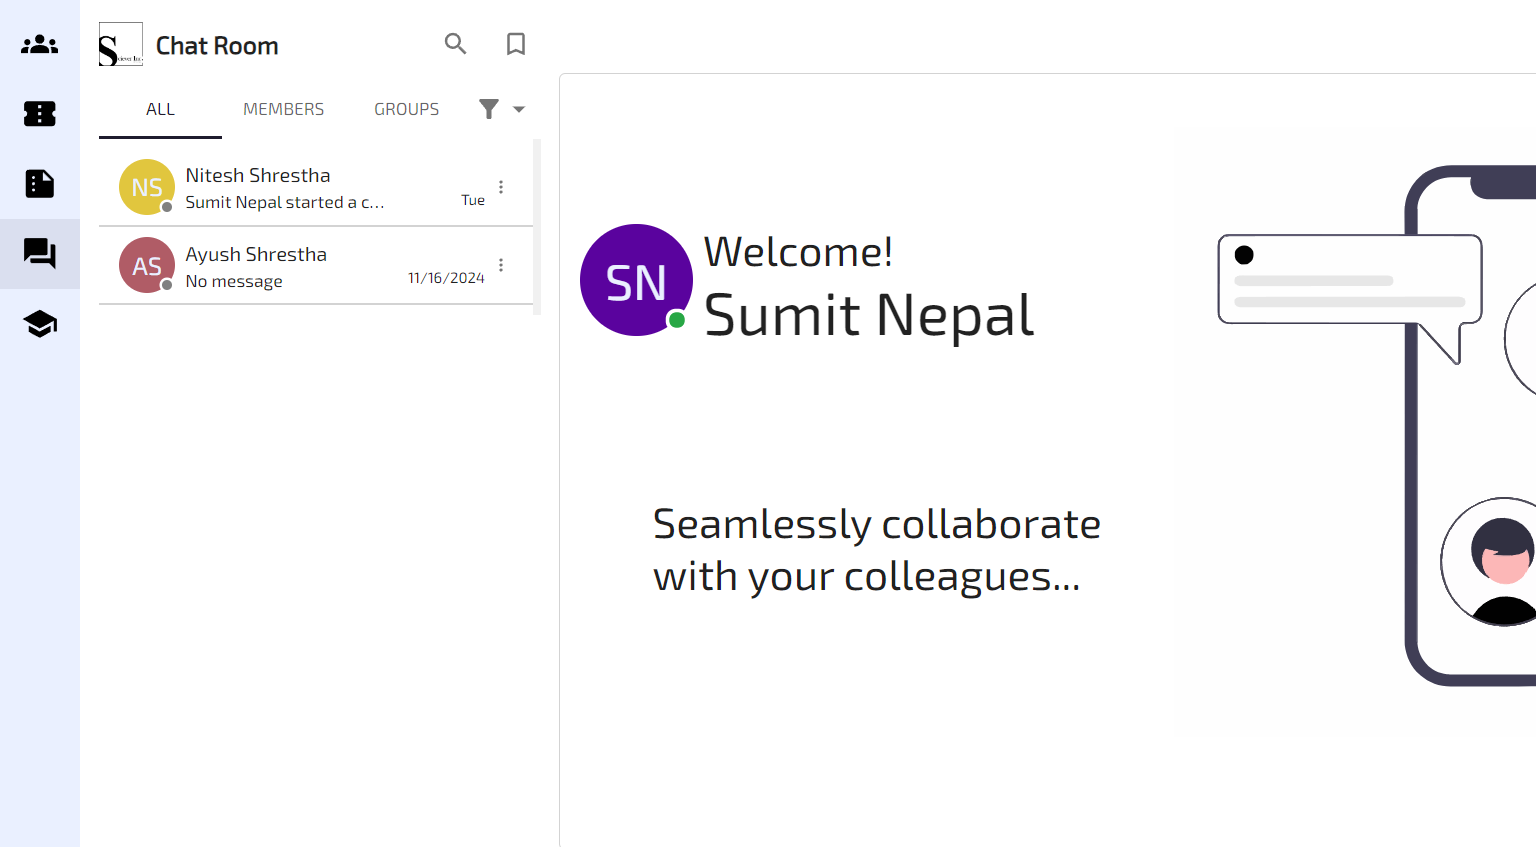 S
Chat Room
ALL MEMBERS GROUPS
NS
Nitesh Shrestha
Sumit Nepal started a c...
Tue
AS
Ayush Shrestha
No message
11/16/2024
SN
Welcome!
Sumit Nepal
Seamlessly collaborate
with your colleagues...